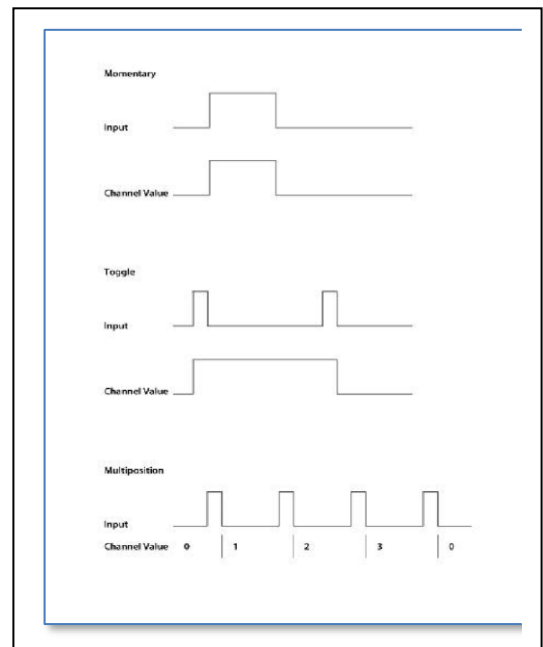 Momentary
Input
Channel Value
Toggle
Input
Channel Value
Multiposition
Input
Channel Value 0 1 2 3 0